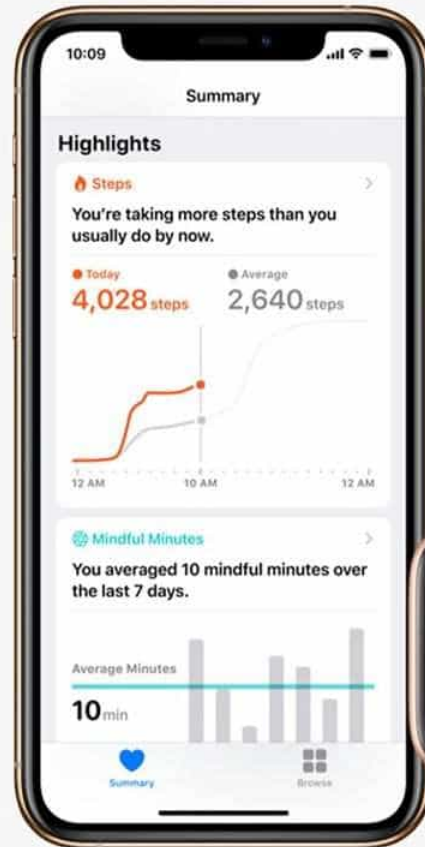 10:09
Summary
Highlights
Steps
You're taking more steps than you
usually do by now.
Today
Average
4,028 steps
2,640 steps
12 AM
10 AM
12 AM
Mindful Minutes
You averaged 10 mindful minutes over
the last 7 days.
Average Minutes
10 min
Summary
Browse